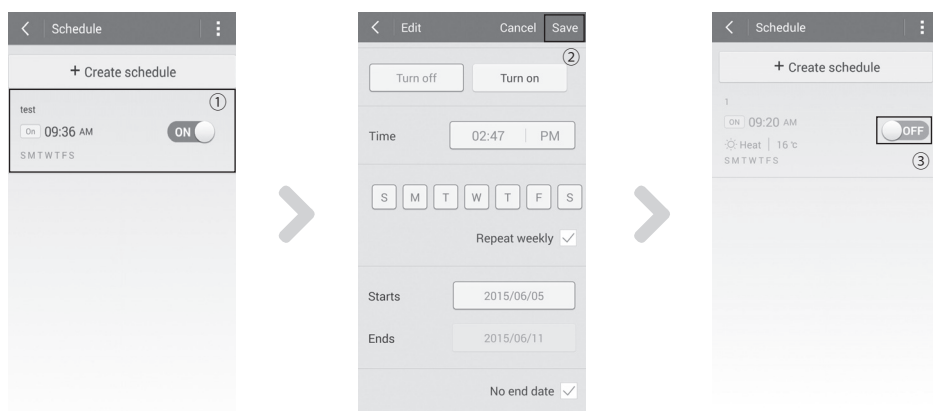 Schedule
+ Create schedule
①
test
On 09:36 AM
ON
SMTWTFS
Edit Cancel Save
②
Turn off Turn on
Time 02:47 PM
S M T W T F S
Repeat weekly
Starts 2015/06/05
Ends 2015/06/11
No end date
Schedule
+ Create schedule
1
ON 09:20 AM
OFF
Heat 16 °c
③
SMTWTFS